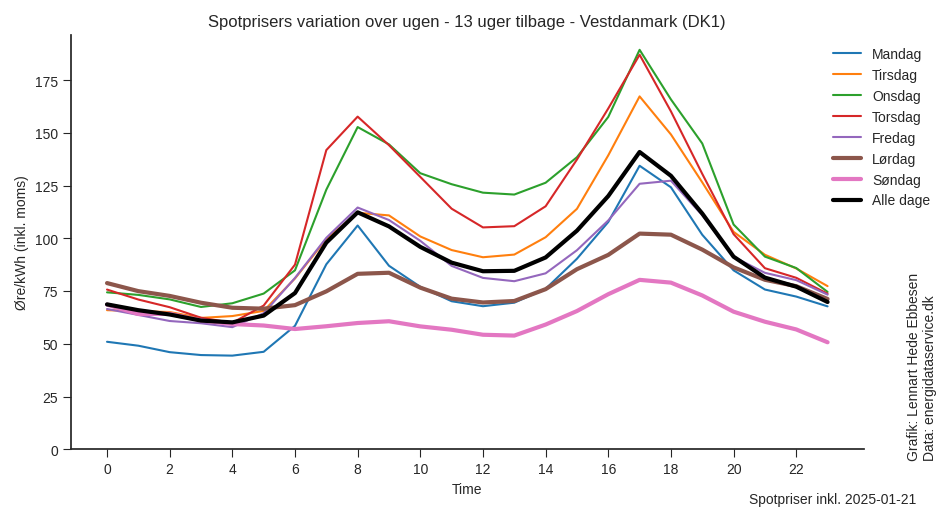 Spotprisers variation over ugen - 13 uger tilbage - Vestdanmark (DK1)
Øre/kWh (inkl. moms)
175
150
125
100
75
50
25
0
0 2 4 6 8 10 12 14 16 18 20 22
Time
Mandag
Tirsdag
Onsdag
Torsdag
Fredag
Lørdag
Søndag
Alle dage
Grafik: Lennart Hede Ebbesen
Data: energidataservice.dk
Spotpriser inkl. 2025-01-21